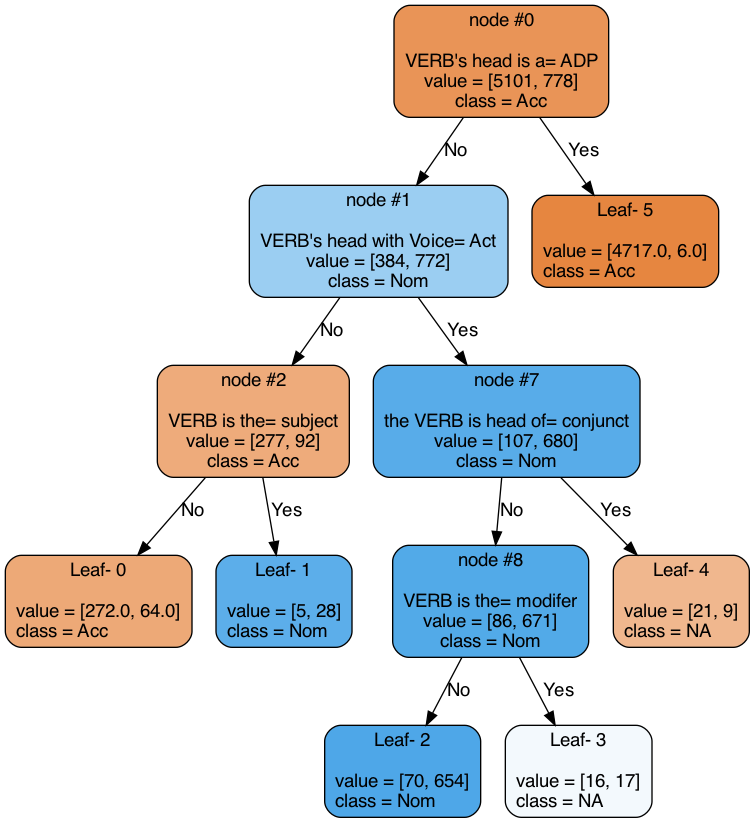 node #0
VERB's head is a= ADP
value = [5101, 778]
class = Acc
No
Yes
node #1
VERB's head with Voice= Act
value = [384, 772]
class = Nom
Leaf- 5
value = [4717.0, 6.0]
class = Acc
No
Yes
node #2
VERB is the= subject
value = [277, 92]
class = Acc
node #7
the VERB is head of= conjunct
value = [107, 680]
class = Nom
No
Yes
No
Yes
Leaf- 0
value = [272.0, 64.0]
class = Acc
Leaf- 1
value = [5, 28]
class = Nom
node #8
VERB is the= modifer
value = [86, 671]
class = Nom
Leaf- 4
value = [21, 9]
class = NA
No
Yes
Leaf- 2
value = [70, 654]
class = Nom
Leaf- 3
value = [16, 17]
class = NA